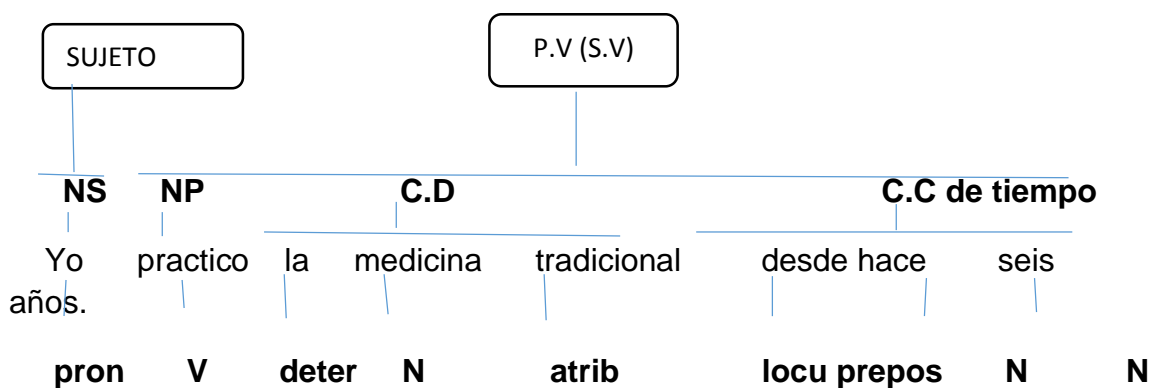 SUJETO P.V (S.V)
NS NP C.D C.C de tiempo
Yo practico la medicina tradicional desde hace seis
años.
pron V deter N atrib locu prepos N N